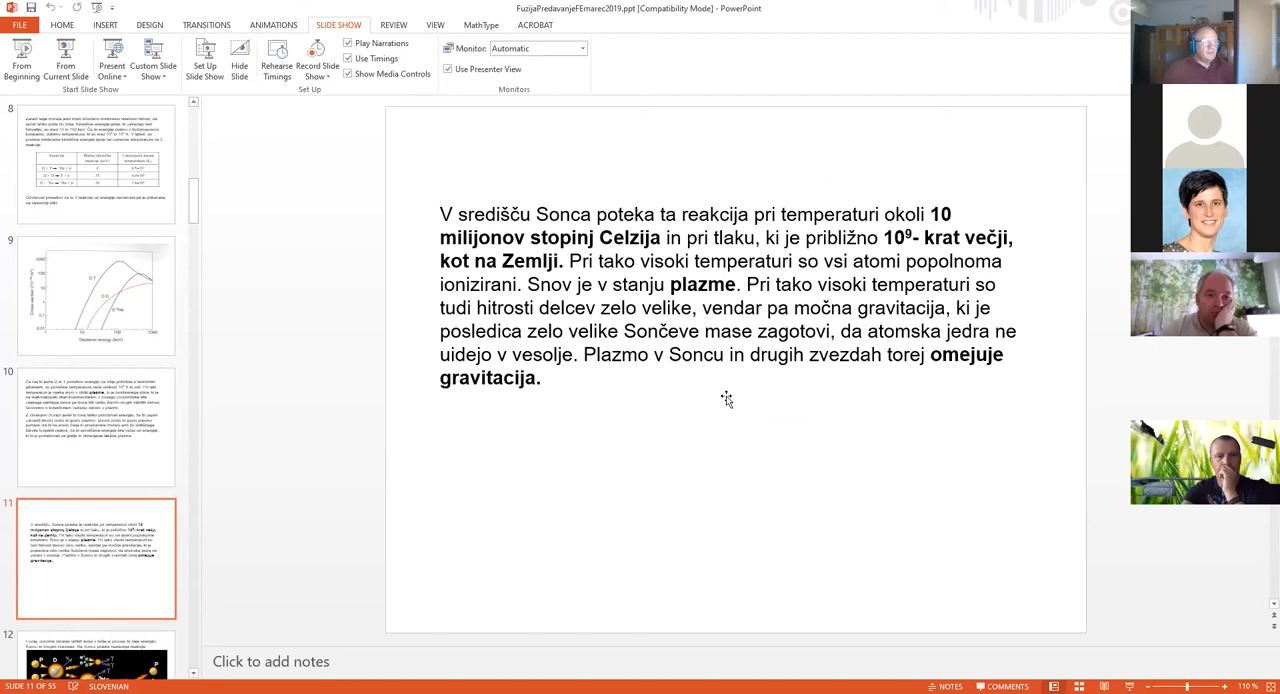 FuzijaPredavanjeFEmarec2019.ppt [Compatibility Mode] - PowerPoint
FILE HOME INSERT DESIGN TRANSITIONS ANIMATIONS SLIDE SHOW REVIEW VIEW MathType ACROBAT
From Beginning
From Current Slide
Present Online
Custom Slide Show
Start Slide Show
Set Up Slide Show
Hide Slide
Rehearse Timings
Record Slide Show
Play Narrations
Use Timings
Show Media Controls
Set Up
Monitor: Automatic
Use Presenter View
Monitors
8
9
Deuteron energy (keV)
10
11
12
V središču Sonca poteka ta reakcija pri temperaturi okoli 10
milijonov stopinj Celzija in pri tlaku, ki je približno 10⁹- krat večji,
kot na Zemlji. Pri tako visoki temperaturi so vsi atomi popolnoma
ionizirani. Snov je v stanju plazme. Pri tako visoki temperaturi so
tudi hitrosti delcev zelo velike, vendar pa močna gravitacija, ki je
posledica zelo velike Sončeve mase zagotovi, da atomska jedra ne
uidejo v vesolje. Plazmo v Soncu in drugih zvezdah torej omejuje
gravitacija.
Click to add notes
SLIDE 11 OF 55 SLOVENIAN NOTES COMMENTS 110 %